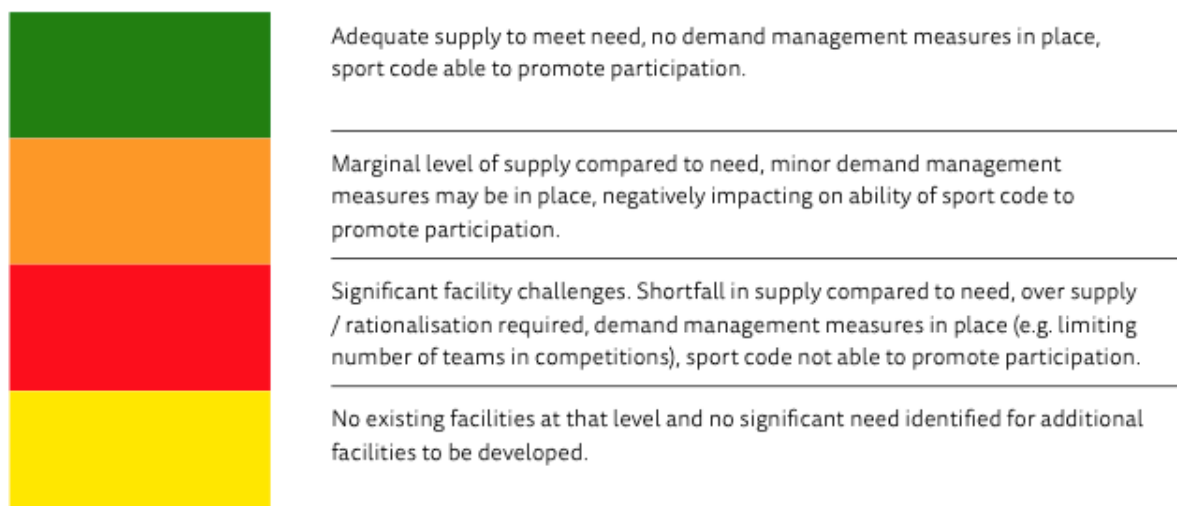 Adequate supply to meet need, no demand management measures in place,
sport code able to promote participation.
Marginal level of supply compared to need, minor demand management
measures may be in place, negatively impacting on ability of sport code to
promote participation.
Significant facility challenges. Shortfall in supply compared to need, over supply
/ rationalisation required, demand management measures in place (e.g. limiting
number of teams in competitions), sport code not able to promote participation.
No existing facilities at that level and no significant need identified for additional
facilities to be developed.